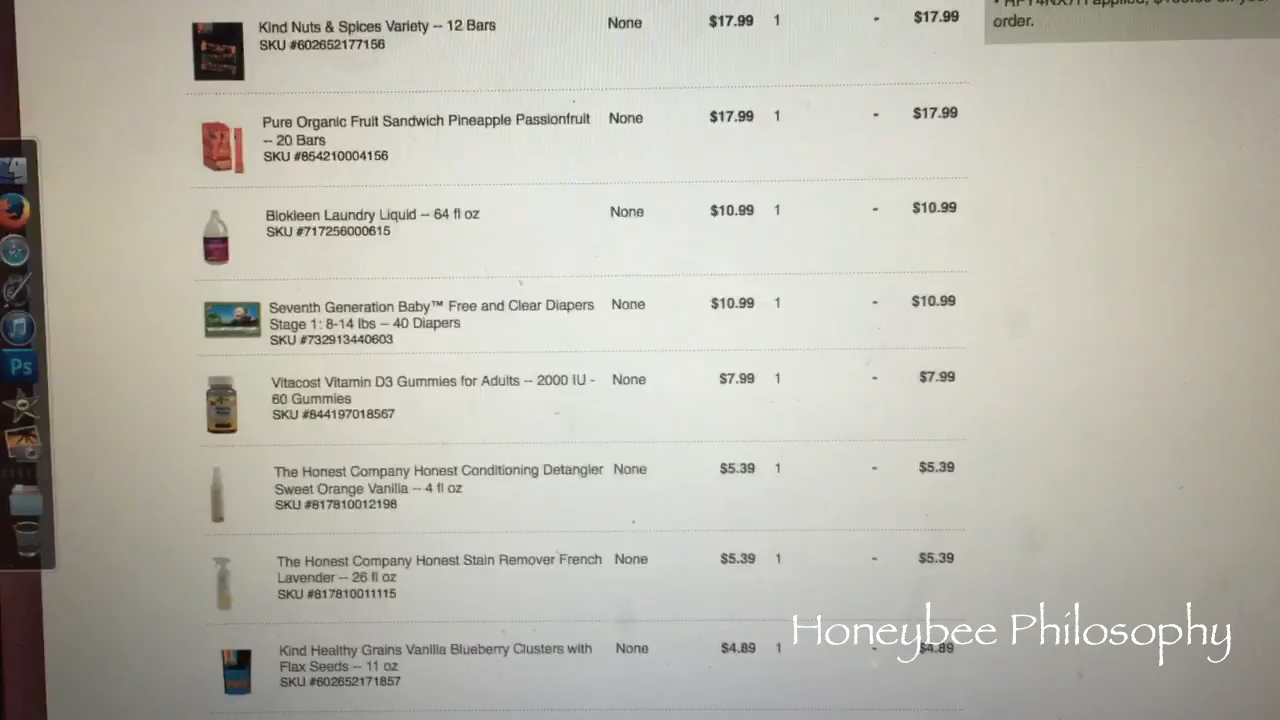 Kind Nuts & Spices Variety -- 12 Bars None $17.99 1 - $17.99
SKU #602652177156
order.
Pure Organic Fruit Sandwich Pineapple Passionfruit None $17.99 1 - $17.99
-- 20 Bars
SKU #854210004156
Biokleen Laundry Liquid -- 64 fl oz None $10.99 1 - $10.99
SKU #717256000615
Seventh Generation Baby™ Free and Clear Diapers None $10.99 1 - $10.99
Stage 1: 8-14 lbs -- 40 Diapers
SKU #732913440603
Vitacost Vitamin D3 Gummies for Adults -- 2000 IU - None $7.99 1 - $7.99
60 Gummies
SKU #844197018567
The Honest Company Honest Conditioning Detangler None $5.39 1 - $5.39
Sweet Orange Vanilla -- 4 fl oz
SKU #817810012198
The Honest Company Honest Stain Remover French None $5.39 1 - $5.39
Lavender -- 26 fl oz
SKU #817810011115
Kind Healthy Grains Vanilla Blueberry Clusters with None $4.89 1 - $4.89
Flax Seeds -- 11 oz
SKU #602652171857
Honeybee Philosophy
Ps